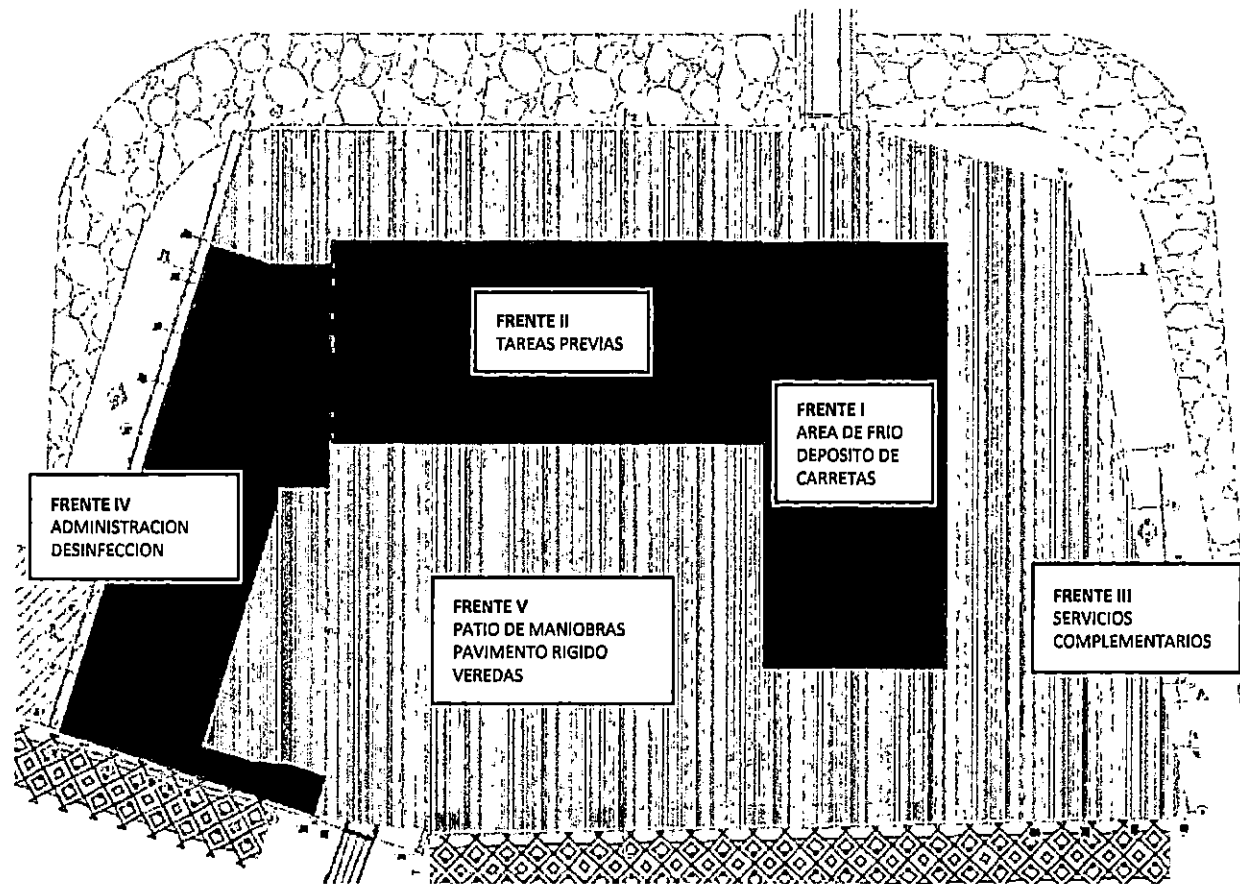 FRENTE II
TAREAS PREVIAS
FRENTE I
AREA DE FRIO
DEPOSITO DE
CARRETAS
FRENTE IV
ADMINISTRACION
DESINFECCION
FRENTE V
PATIO DE MANIOBRAS
PAVIMENTO RIGIDO
VEREDAS
FRENTE III
SERVICIOS
COMPLEMENTARIOS